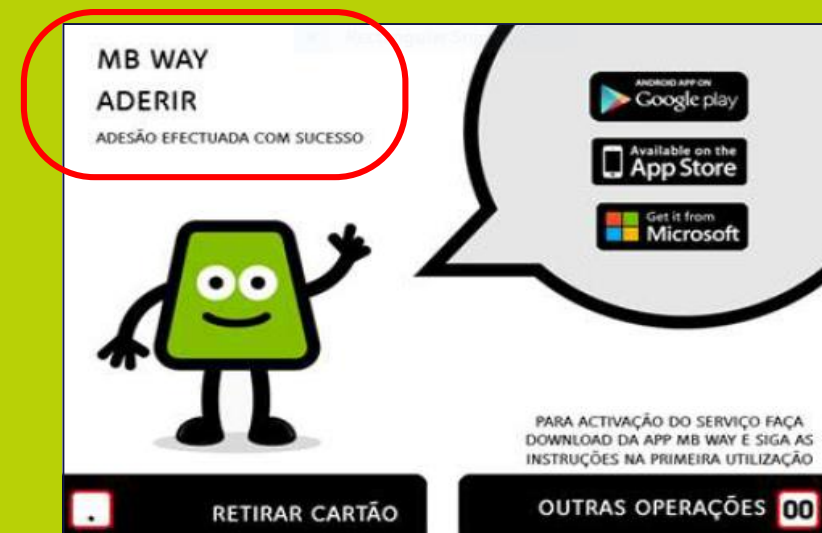 MB WAY
ADERIR
ADESÃO EFECTUADA COM SUCESSO
ANDROID APP ON
Google play
Available on the
App Store
Get it from
Microsoft
PARA ACTIVAÇÃO DO SERVIÇO FAÇA
DOWNLOAD DA APP MB WAY E SIGA AS
INSTRUÇÕES NA PRIMEIRA UTILIZAÇÃO
. RETIRAR CARTÃO
OUTRAS OPERAÇÕES 00